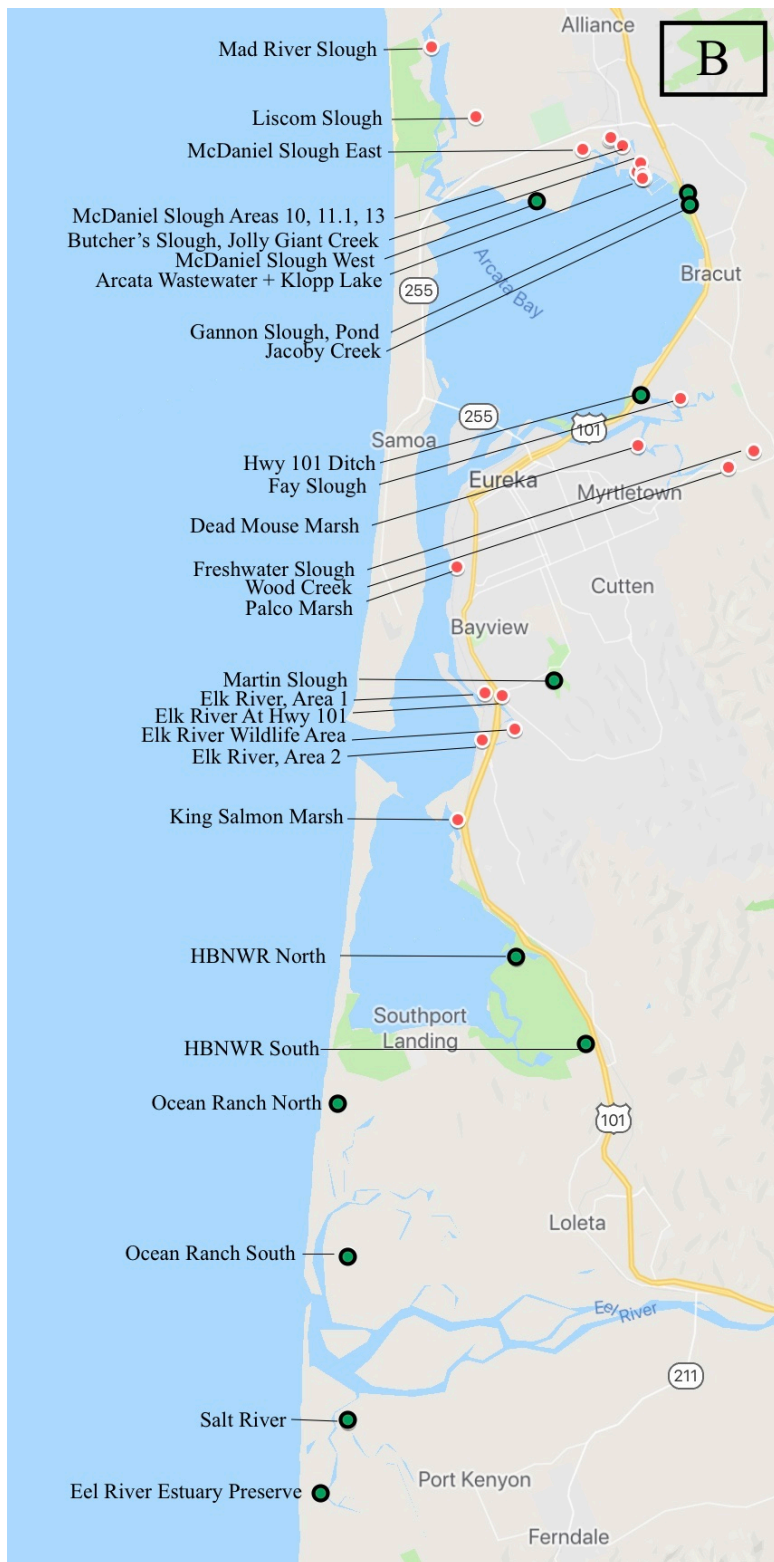 Alliance
B
Mad River Slough
Liscom Slough
McDaniel Slough East
McDaniel Slough Areas 10, 11.1, 13
Butcher’s Slough, Jolly Giant Creek
McDaniel Slough West
Arcata Wastewater + Klopp Lake
Arcata Bay
Bracut
255
Gannon Slough, Pond
Jacoby Creek
255
101
Samoa
Hwy 101 Ditch
Fay Slough
Eureka
Myrtletown
Dead Mouse Marsh
Freshwater Slough
Wood Creek
Palco Marsh
Cutten
Bayview
Martin Slough
Elk River, Area 1
Elk River At Hwy 101
Elk River Wildlife Area
Elk River, Area 2
King Salmon Marsh
HBNWR North
Southport
Landing
HBNWR South
Ocean Ranch North
101
Loleta
Ocean Ranch South
Eel River
211
Salt River
Port Kenyon
Eel River Estuary Preserve
Ferndale